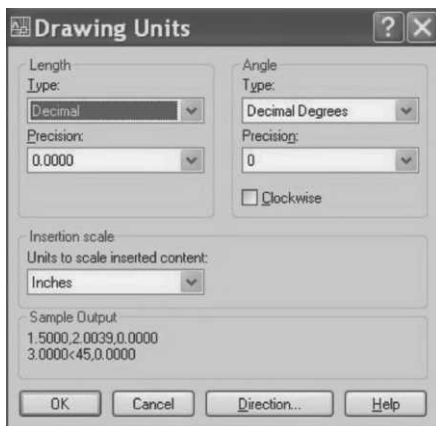 Drawing Units
Length
Type:
Decimal
Precision:
0.0000
Angle
Type:
Decimal Degrees
Precision:
0
Clockwise
Insertion scale
Units to scale inserted content:
Inches
Sample Output
1.5000,2.0039,0.0000
3.0000<45,0.0000
OK Cancel Direction... Help